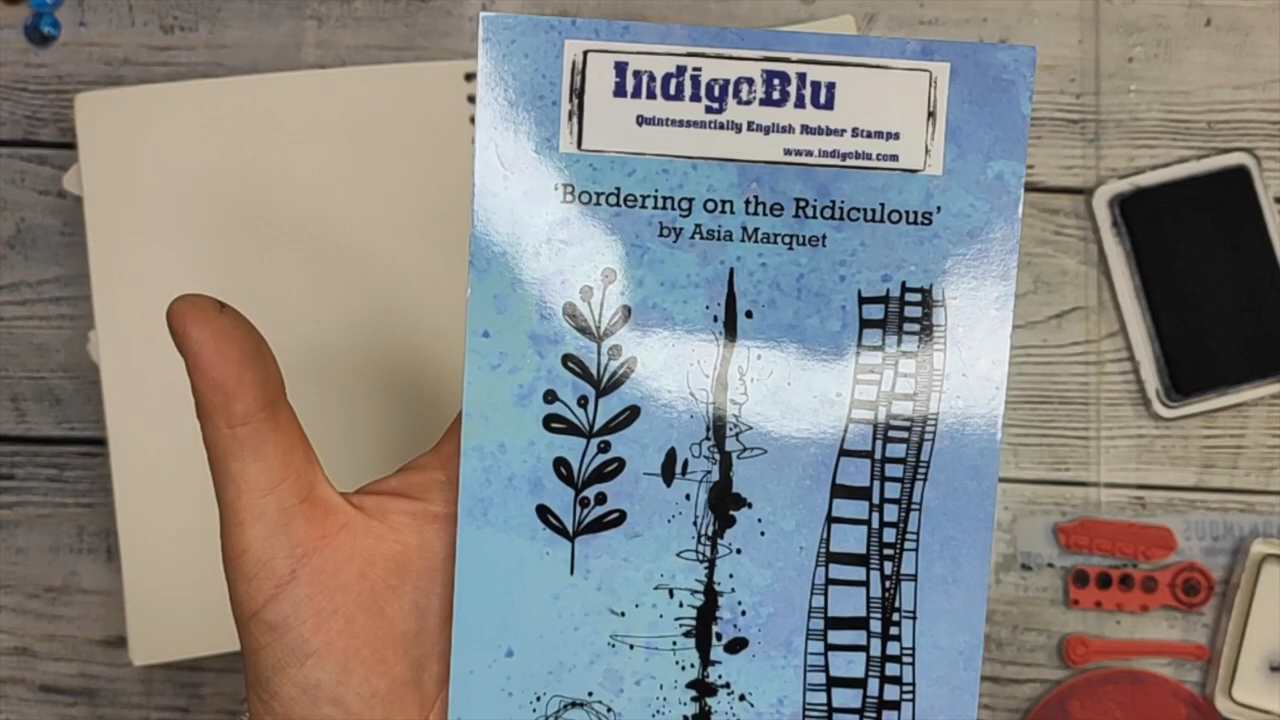 IndigoBlu
Quintessentially English Rubber Stamps
www.indigoblu.com
‘Bordering on the Ridiculous’
by Asia Marquet